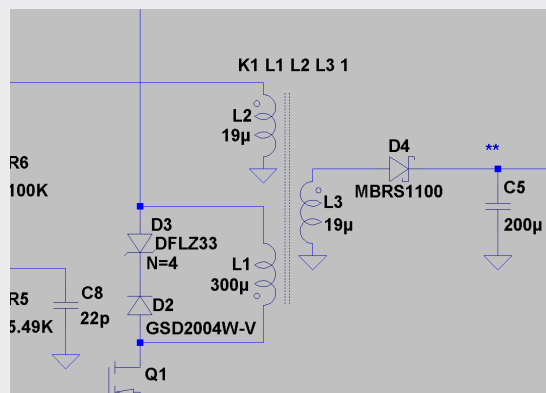 K1 L1 L2 L3 1
L2
19µ
D4
**
R6
MBRS1100
C5
100K
L3
19µ
200µ
D3
DFLZ33
N=4
L1
300µ
R5
C8
D2
5.49K
22p
GSD2004W-V
Q1